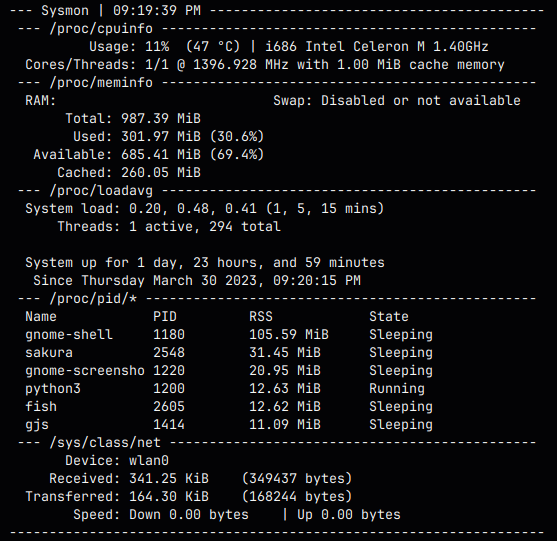 --- Sysmon | 09:19:39 PM ------------------------------------------
--- /proc/cpuinfo ------------------------------------------------
Usage: 11%  (47 °C) | i686 Intel Celeron M 1.40GHz
Cores/Threads: 1/1 @ 1396.928 MHz with 1.00 MiB cache memory
--- /proc/meminfo ------------------------------------------------
RAM:                           Swap: Disabled or not available
Total: 987.39 MiB
Used: 301.97 MiB (30.6%)
Available: 685.41 MiB (69.4%)
Cached: 260.05 MiB
--- /proc/loadavg ------------------------------------------------
System load: 0.20, 0.48, 0.41 (1, 5, 15 mins)
Threads: 1 active, 294 total
System up for 1 day, 23 hours, and 59 minutes
Since Thursday March 30 2023, 09:20:15 PM
--- /proc/pid/* --------------------------------------------------
Name            PID         RSS            State
gnome-shell     1180        105.59 MiB     Sleeping
sakura          2548        31.45 MiB      Sleeping
gnome-screensho 1220        20.95 MiB      Sleeping
python3         1200        12.63 MiB      Running
fish            2605        12.62 MiB      Sleeping
gjs             1414        11.09 MiB      Sleeping
--- /sys/class/net -----------------------------------------------
Device: wlan0
Received: 341.25 KiB    (349437 bytes)
Transferred: 164.30 KiB    (168244 bytes)
Speed: Down 0.00 bytes    | Up 0.00 bytes
-------------------------------------------------------------------